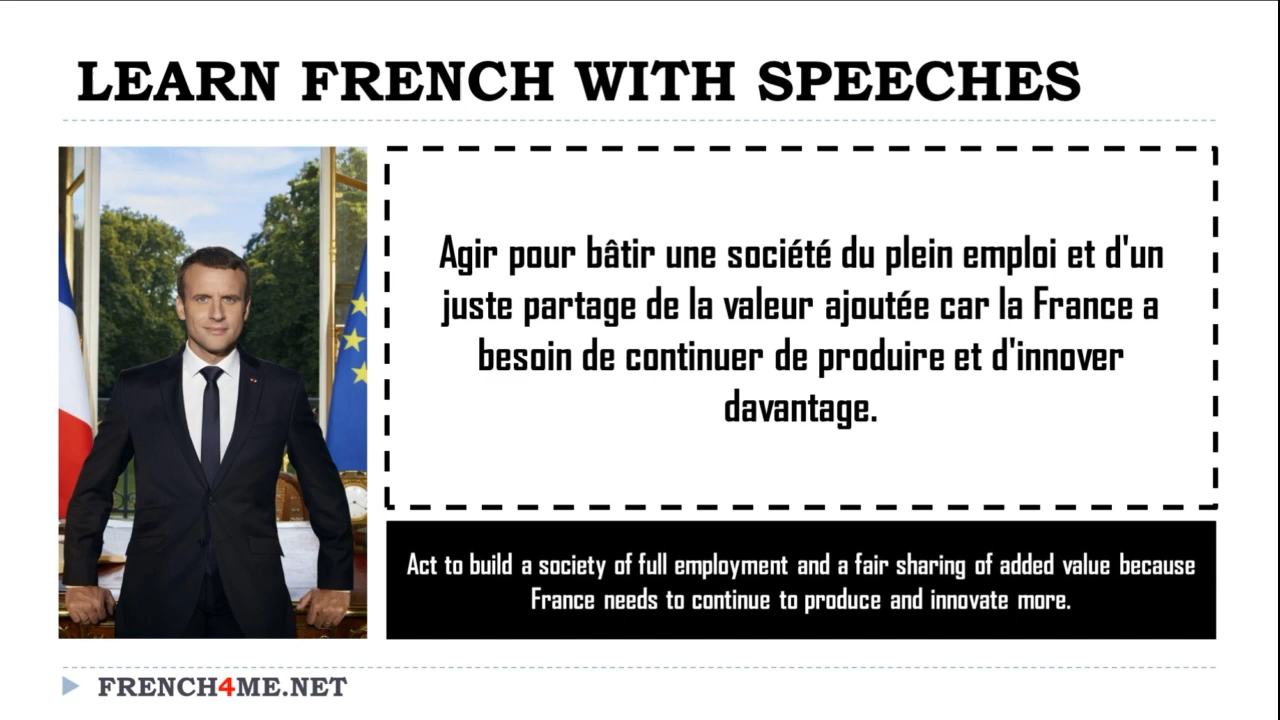 LEARN FRENCH WITH SPEECHES
Agir pour bâtir une société du plein emploi et d'un
juste partage de la valeur ajoutée car la France a
besoin de continuer de produire et d'innover
davantage.
Act to build a society of full employment and a fair sharing of added value because
France needs to continue to produce and innovate more.
FRENCH4ME.NET